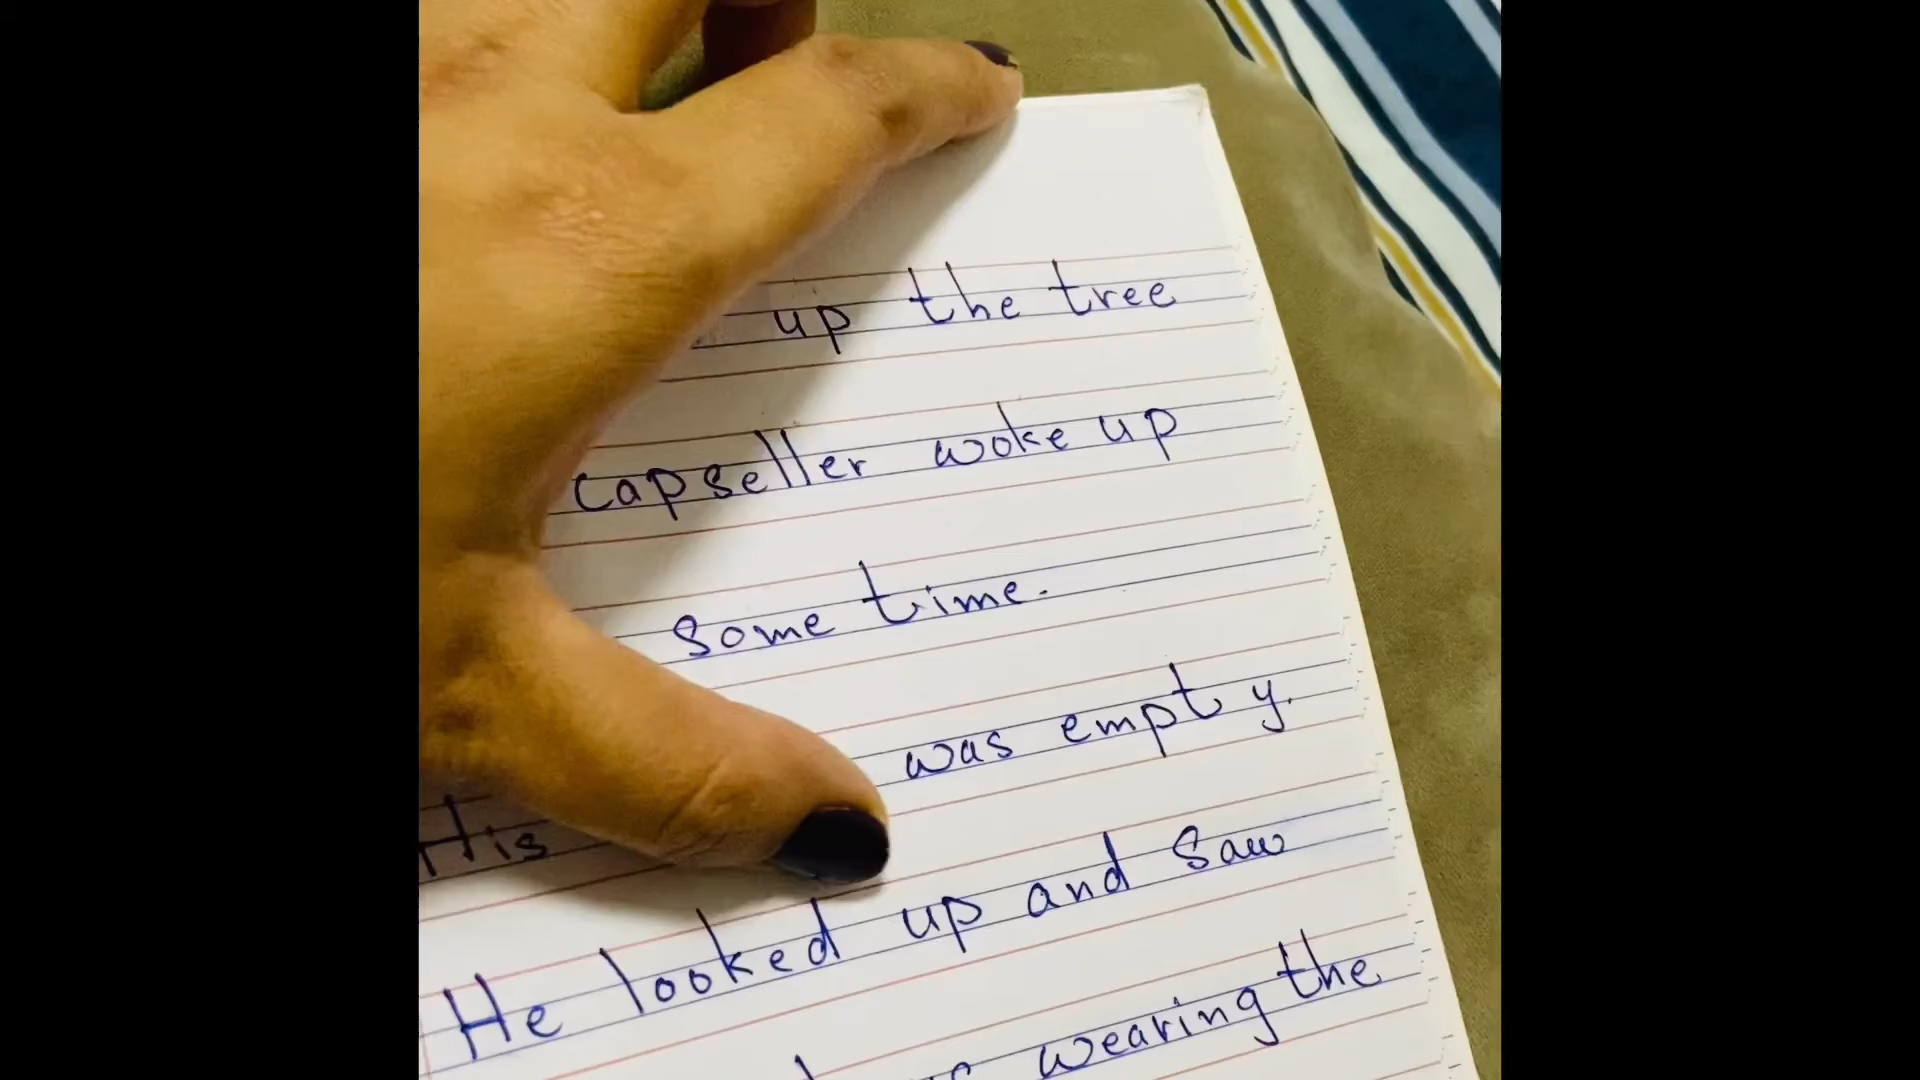 up the tree
capseller woke up
some time.
His was empty.
He looked up and saw
wearing the